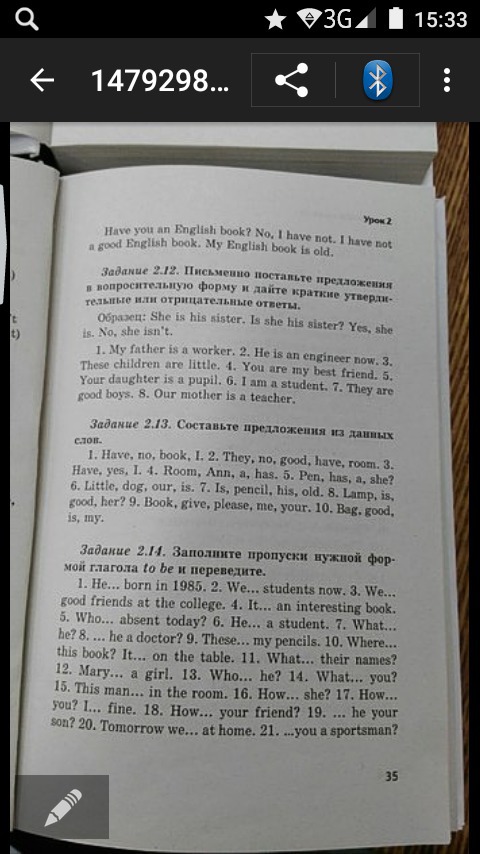 3G 15:33
1479298...
Урок 2
Have you an English book? No, I have not. I have not
a good English book. My English book is old.
Задание 2.12. Письменно поставьте предложения
в вопросительную форму и дайте краткие утверди-
тельные или отрицательные ответы.
Образец: She is his sister. Is she his sister? Yes, she
is. No, she isn't.
1. My father is a worker. 2. He is an engineer now. 3.
These children are little. 4. You are my best friend. 5.
Your daughter is a pupil. 6. I am a student. 7. They are
good boys. 8. Our mother is a teacher.
Задание 2.13. Составьте предложения из данных
слов.
1. Have, no, book, I. 2. They, no, good, have, room. 3.
Have, yes, I. 4. Room, Ann, a, has. 5. Pen, has, a, she?
6. Little, dog, our, is. 7. Is, pencil, his, old. 8. Lamp, is,
good, her? 9. Book, give, please, me, your. 10. Bag, good,
is, my.
Задание 2.14. Заполните пропуски нужной фор-
мой глагола to be и переведите.
1. He... born in 1985. 2. We... students now. 3. We...
good friends at the college. 4. It... an interesting book.
5. Who... absent today? 6. He... a student. 7. What...
he? 8. ... he a doctor? 9. These... my pencils. 10. Where...
this book? It... on the table. 11. What... their names?
12. Mary... a girl. 13. Who... he? 14. What... you?
15. This man... in the room. 16. How... she? 17. How...
you? I... fine. 18. How... your friend? 19. ... he your
son? 20. Tomorrow we... at home. 21. ...you a sportsman?
35